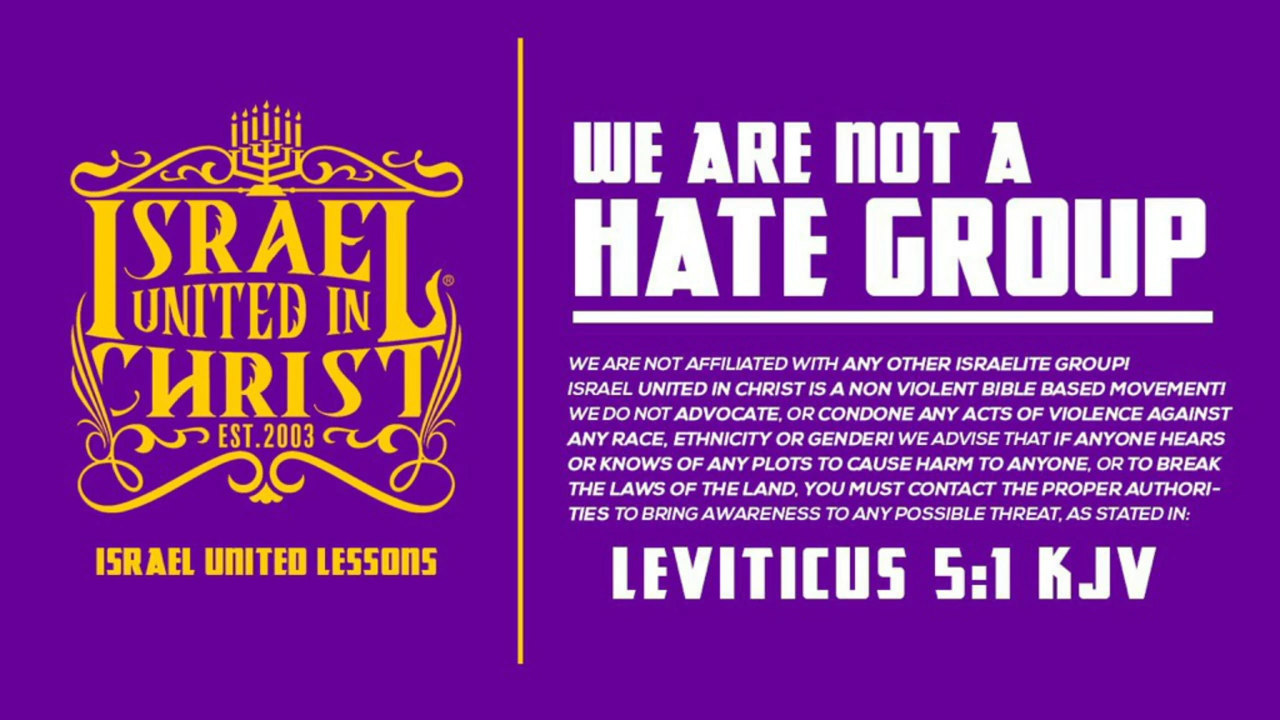 ISRAEL
UNITED IN
CHRIST
®
EST.2003
ISRAEL UNITED LESSONS
WE ARE NOT A
HATE GROUP
WE ARE NOT AFFILIATED WITH ANY OTHER ISRAELITE GROUP!
ISRAEL UNITED IN CHRIST IS A NON VIOLENT BIBLE BASED MOVEMENT!
WE DO NOT ADVOCATE, OR CONDONE ANY ACTS OF VIOLENCE AGAINST
ANY RACE, ETHNICITY OR GENDER! WE ADVISE THAT IF ANYONE HEARS
OR KNOWS OF ANY PLOTS TO CAUSE HARM TO ANYONE, OR TO BREAK
THE LAWS OF THE LAND, YOU MUST CONTACT THE PROPER AUTHORI-
TIES TO BRING AWARENESS TO ANY POSSIBLE THREAT, AS STATED IN:
LEVITICUS 5:1 KJV